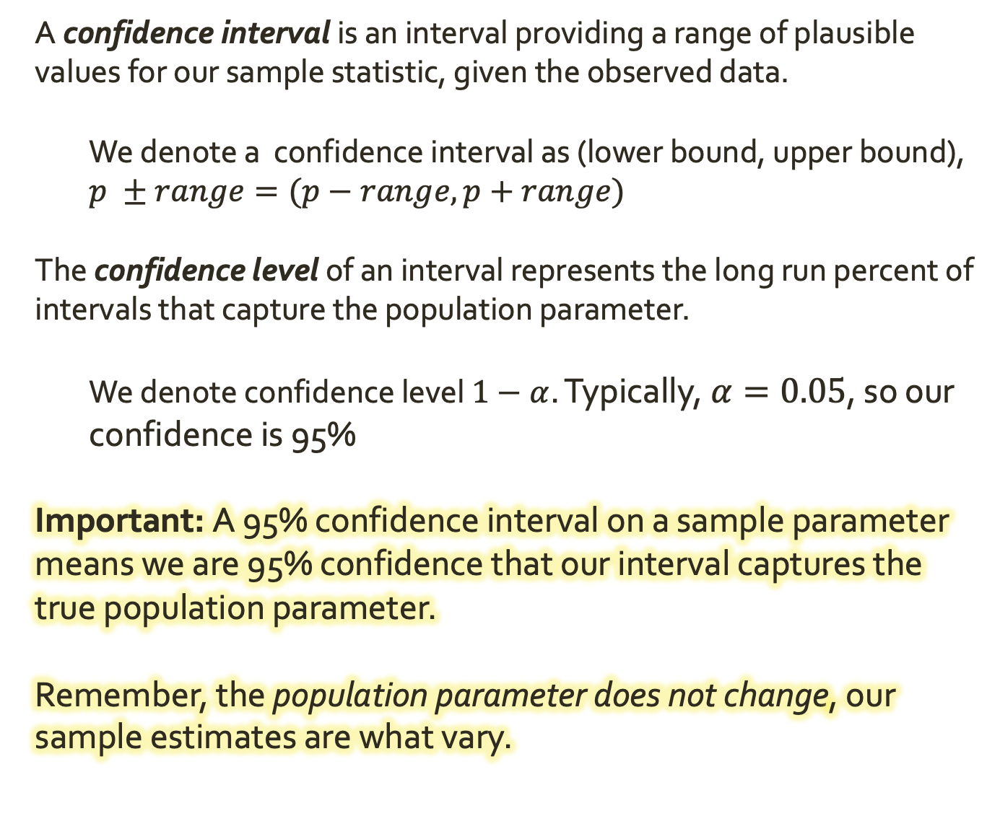 A confidence interval is an interval providing a range of plausible
values for our sample statistic, given the observed data.
We denote a  confidence interval as (lower bound, upper bound),
p ± range = (p − range, p + range)
The confidence level of an interval represents the long run percent of
intervals that capture the population parameter.
We denote confidence level 1 − α. Typically, α = 0.05, so our
confidence is 95%
Important: A 95% confidence interval on a sample parameter
means we are 95% confidence that our interval captures the
true population parameter.
Remember, the population parameter does not change, our
sample estimates are what vary.